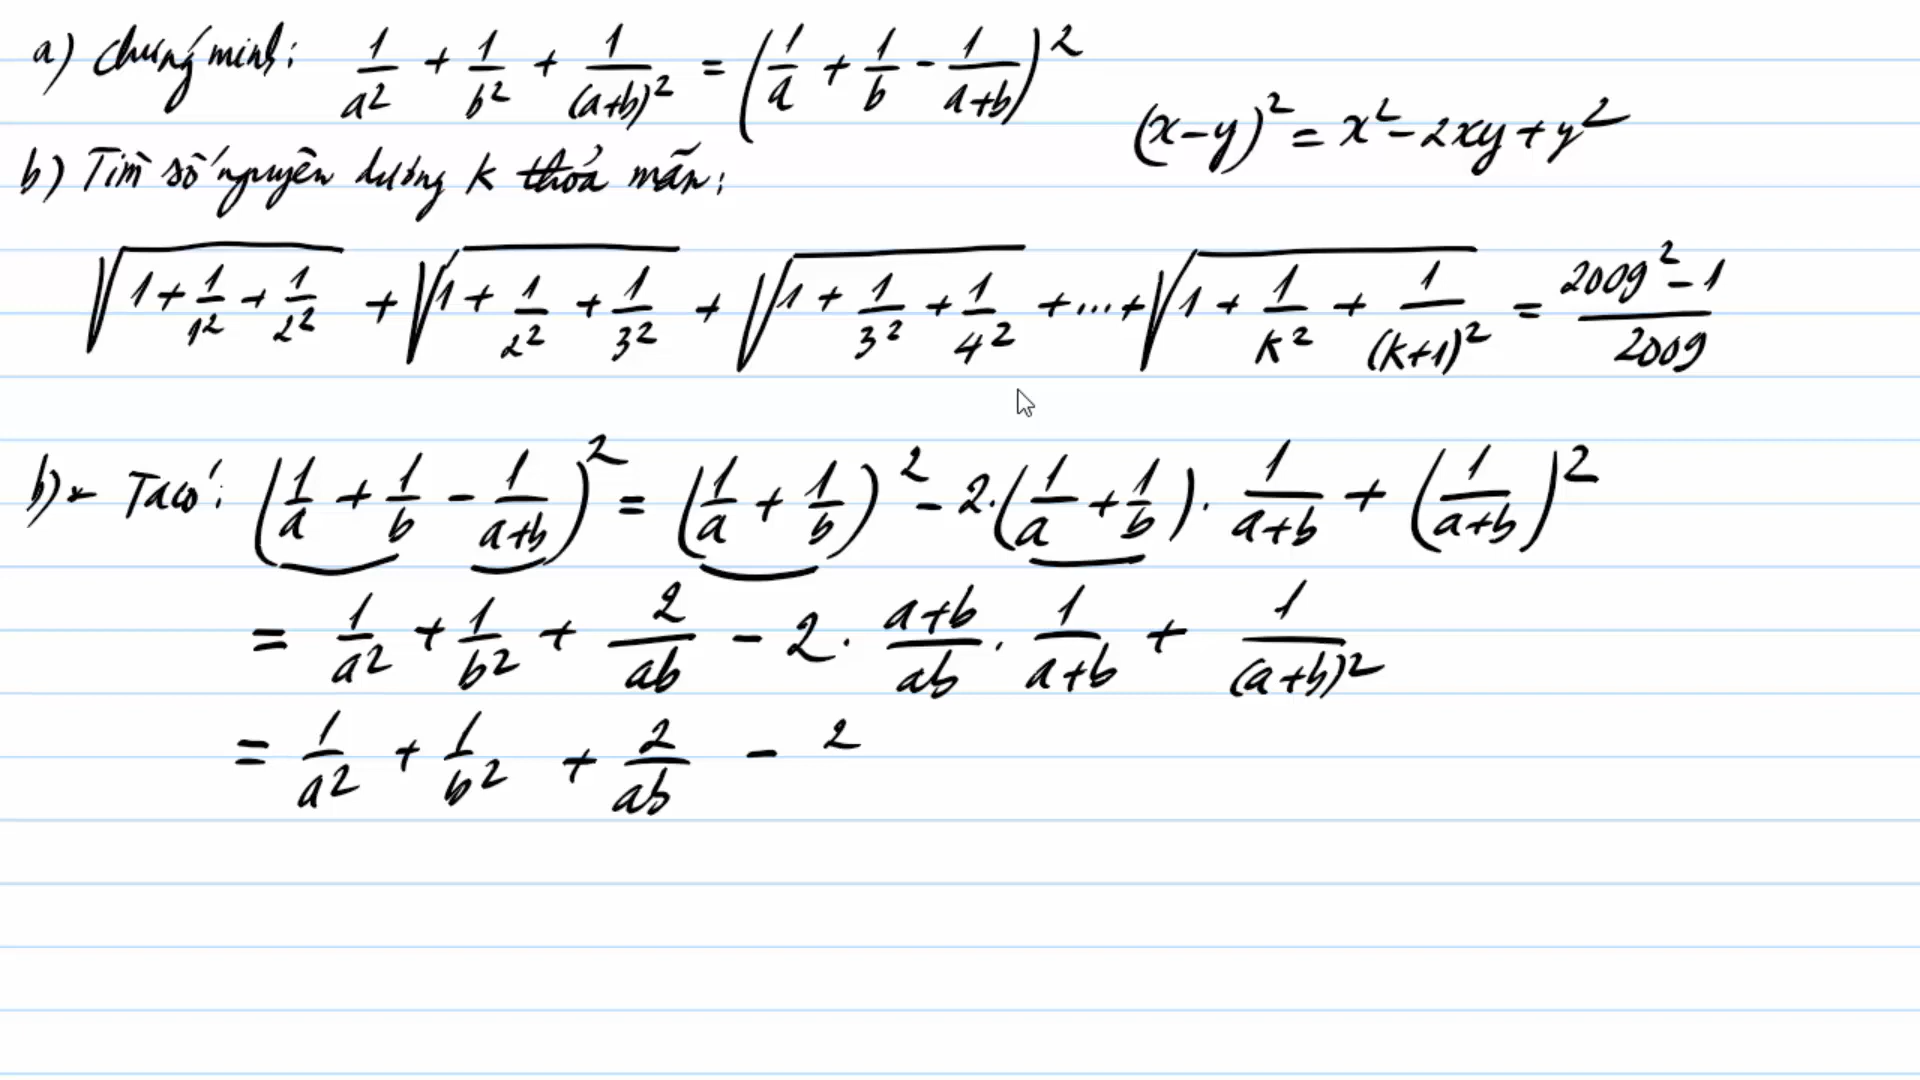 a) Chứng minh: 1/a² + 1/b² + 1/(a+b)² = (1/a + 1/b - 1/(a+b))²
(x-y)² = x² - 2xy + y²
b) Tìm số nguyên dương k thỏa mãn:
√(1 + 1/1² + 1/2²) + √(1 + 1/2² + 1/3²) + √(1 + 1/3² + 1/4²) + ... + √(1 + 1/k² + 1/(k+1)²) = (2009² - 1)/2009
b) * Ta có: (1/a + 1/b - 1/(a+b))² = (1/a + 1/b)² - 2.(1/a + 1/b) . 1/(a+b) + (1/(a+b))²
= 1/a² + 1/b² + 2/ab - 2 . (a+b)/ab . 1/(a+b) + 1/(a+b)²
= 1/a² + 1/b² + 2/ab - 2